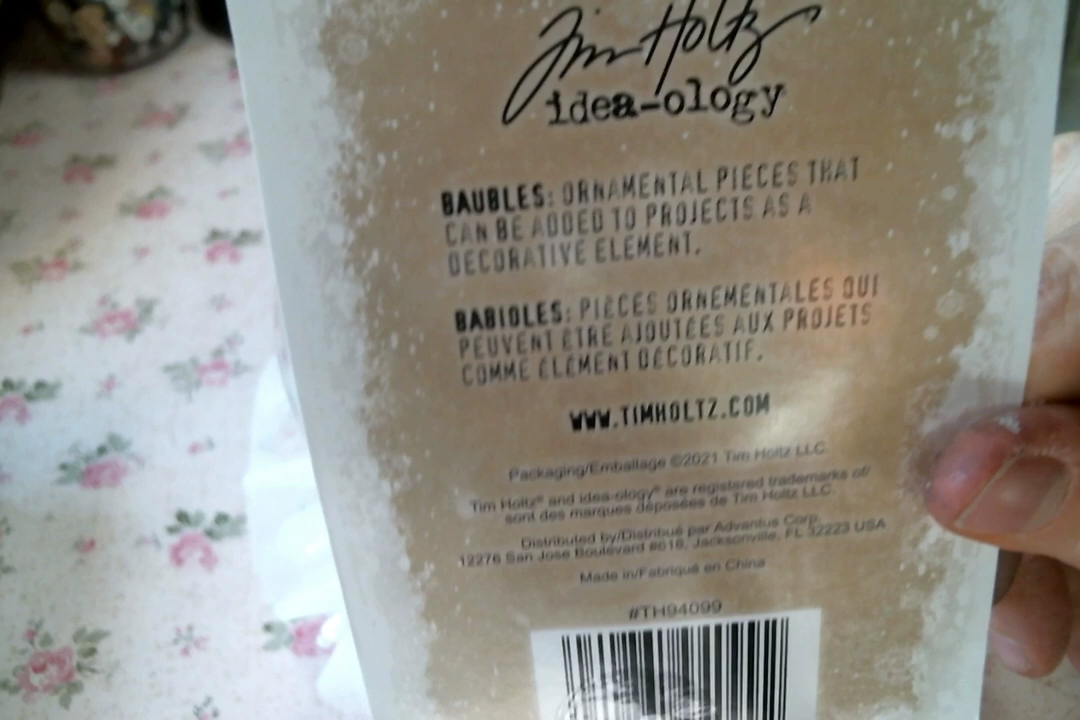 Tim Holtz
idea-ology
BAUBLES: ORNAMENTAL PIECES THAT
CAN BE ADDED TO PROJECTS AS A
DECORATIVE ELEMENT.
BABIOLES: PIÈCES ORNEMENTALES QUI
PEUVENT ÊTRE AJOUTÉES AUX PROJETS
COMME ÉLÉMENT DÉCORATIF.
WWW.TIMHOLTZ.COM
Packaging/Emballage ©2021 Tim Holtz LLC.
Tim Holtz® and idea-ology® are registered trademarks of/
sont des marques déposées de Tim Holtz LLC
Distributed by/Distribué par Advantus Corp.
12276 San Jose Boulevard #618, Jacksonville, FL 32223 USA
Made in/Fabriqué en China
#TH94099